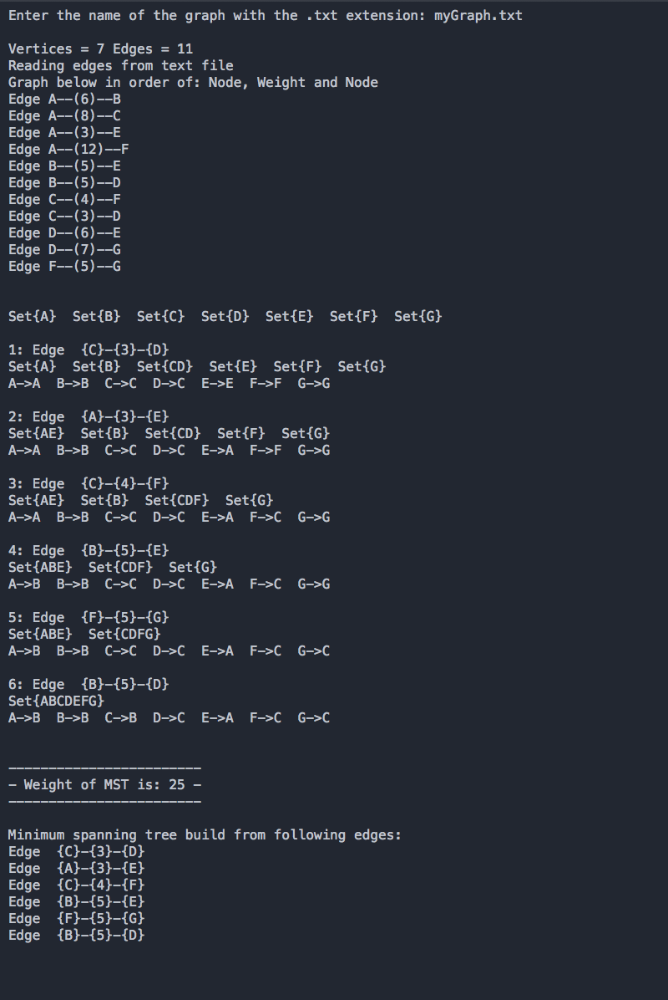 Enter the name of the graph with the .txt extension: myGraph.txt
Vertices = 7 Edges = 11
Reading edges from text file
Graph below in order of: Node, Weight and Node
Edge A--(6)--B
Edge A--(8)--C
Edge A--(3)--E
Edge A--(12)--F
Edge B--(5)--E
Edge B--(5)--D
Edge C--(4)--F
Edge C--(3)--D
Edge D--(6)--E
Edge D--(7)--G
Edge F--(5)--G
Set{A}  Set{B}  Set{C}  Set{D}  Set{E}  Set{F}  Set{G}
1: Edge  {C}-{3}-{D}
Set{A}  Set{B}  Set{CD}  Set{E}  Set{F}  Set{G}
A->A  B->B  C->C  D->C  E->E  F->F  G->G
2: Edge  {A}-{3}-{E}
Set{AE}  Set{B}  Set{CD}  Set{F}  Set{G}
A->A  B->B  C->C  D->C  E->A  F->F  G->G
3: Edge  {C}-{4}-{F}
Set{AE}  Set{B}  Set{CDF}  Set{G}
A->A  B->B  C->C  D->C  E->A  F->C  G->G
4: Edge  {B}-{5}-{E}
Set{ABE}  Set{CDF}  Set{G}
A->B  B->B  C->C  D->C  E->A  F->C  G->G
5: Edge  {F}-{5}-{G}
Set{ABE}  Set{CDFG}
A->B  B->B  C->C  D->C  E->A  F->C  G->C
6: Edge  {B}-{5}-{D}
Set{ABCDEFG}
A->B  B->B  C->B  D->C  E->A  F->C  G->C
------------------------
- Weight of MST is: 25 -
------------------------
Minimum spanning tree build from following edges:
Edge  {C}-{3}-{D}
Edge  {A}-{3}-{E}
Edge  {C}-{4}-{F}
Edge  {B}-{5}-{E}
Edge  {F}-{5}-{G}
Edge  {B}-{5}-{D}